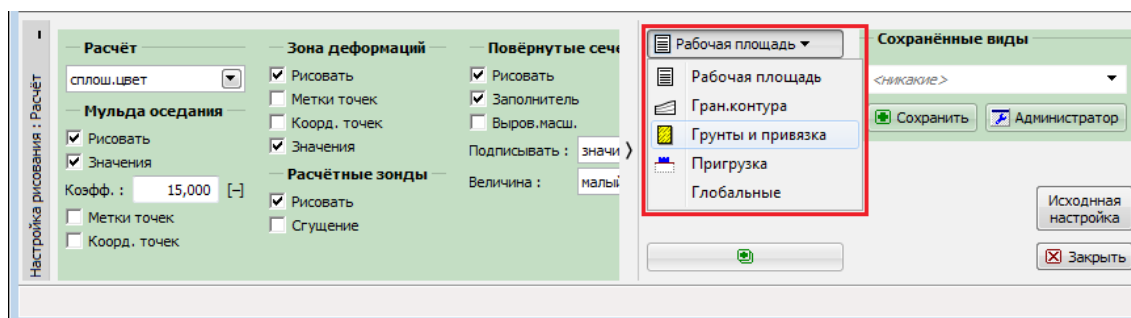 Настройка рисования : Расчёт
Расчёт
сплош.цвет
Мульда оседания
Рисовать
Значения
Коэфф. :
15,000
[-]
Метки точек
Коорд. точек
Зона деформаций
Рисовать
Метки точек
Коорд. точек
Значения
Расчётные зонды
Рисовать
Сгущение
Повёрнутые сече
Рисовать
Заполнитель
Выров.масш.
Подписывать :
значи
Величина :
малый
Рабочая площадь
Рабочая площадь
Гран.контура
Грунты и привязка
Пригрузка
Глобальные
Сохранённые виды
<никакие>
Сохранить
Администратор
Исходнная
настройка
Закрыть